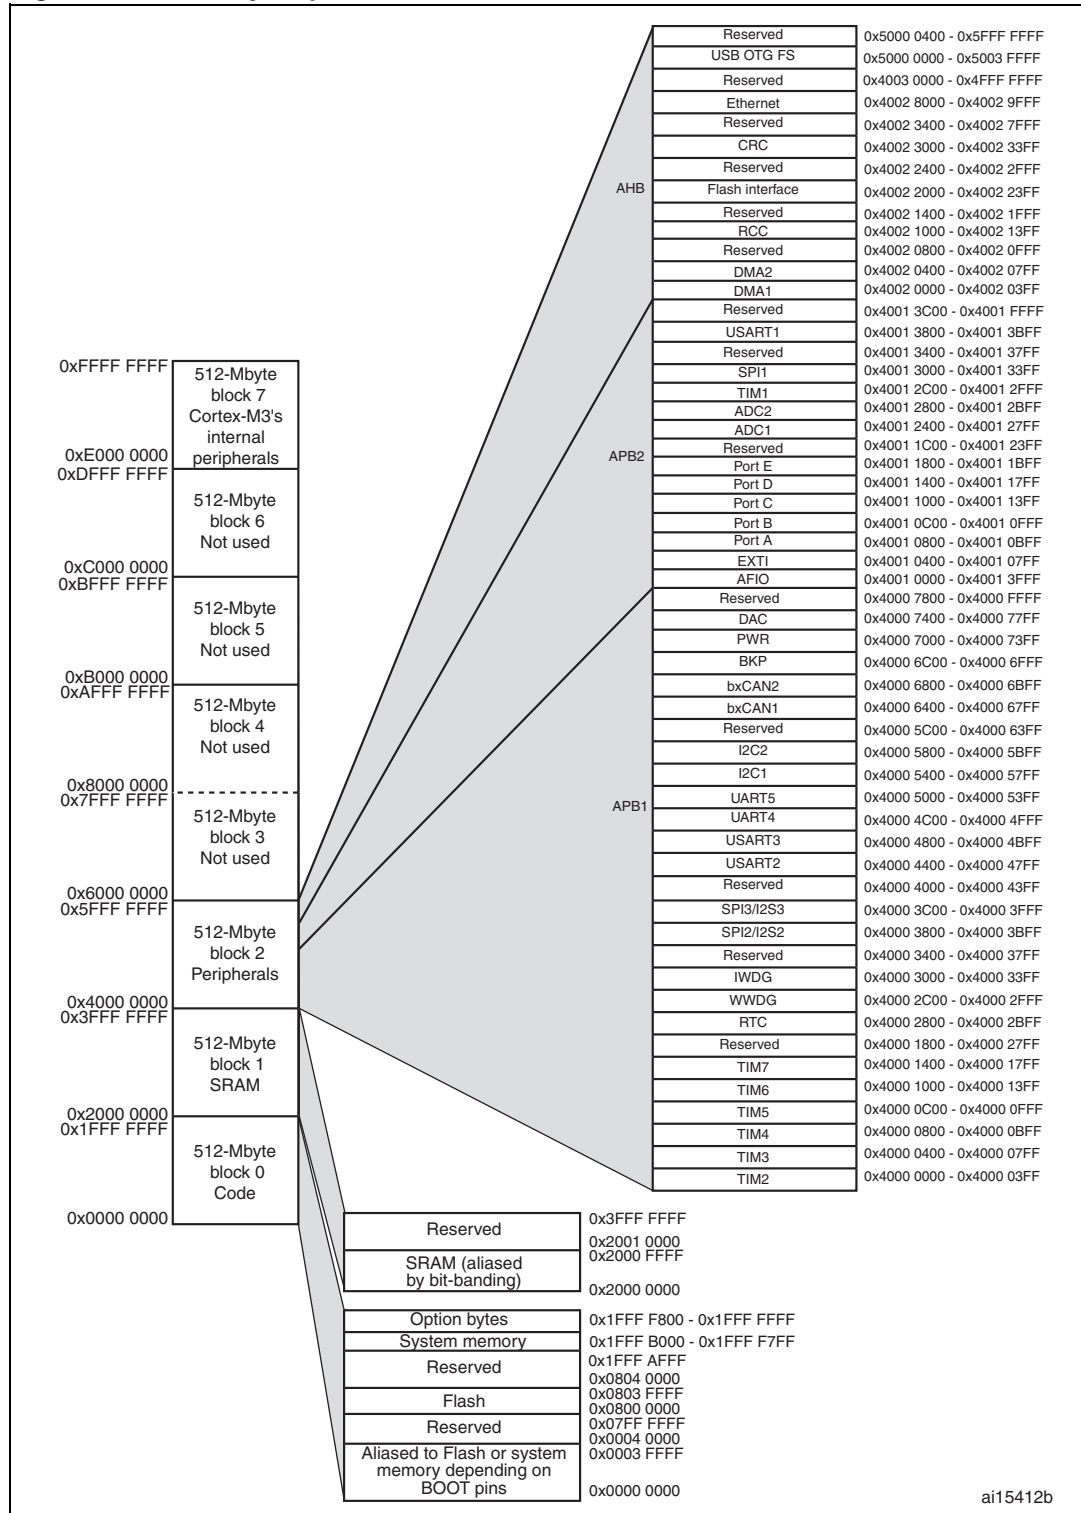 Reserved 0x5000 0400 - 0x5FFF FFFF
USB OTG FS 0x5000 0000 - 0x5003 FFFF
Reserved 0x4003 0000 - 0x4FFF FFFF
Ethernet 0x4002 8000 - 0x4002 9FFF
Reserved 0x4002 3400 - 0x4002 7FFF
CRC 0x4002 3000 - 0x4002 33FF
Reserved 0x4002 2400 - 0x4002 2FFF
AHB
Flash interface 0x4002 2000 - 0x4002 23FF
Reserved 0x4002 1400 - 0x4002 1FFF
RCC 0x4002 1000 - 0x4002 13FF
Reserved 0x4002 0800 - 0x4002 0FFF
DMA2 0x4002 0400 - 0x4002 07FF
DMA1 0x4002 0000 - 0x4002 03FF
Reserved 0x4001 3C00 - 0x4001 FFFF
USART1 0x4001 3800 - 0x4001 3BFF
Reserved 0x4001 3400 - 0x4001 37FF
SPI1 0x4001 3000 - 0x4001 33FF
TIM1 0x4001 2C00 - 0x4001 2FFF
ADC2 0x4001 2800 - 0x4001 2BFF
ADC1 0x4001 2400 - 0x4001 27FF
Reserved 0x4001 1C00 - 0x4001 23FF
APB2
Port E 0x4001 1800 - 0x4001 1BFF
Port D 0x4001 1400 - 0x4001 17FF
Port C 0x4001 1000 - 0x4001 13FF
Port B 0x4001 0C00 - 0x4001 0FFF
Port A 0x4001 0800 - 0x4001 0BFF
EXTI 0x4001 0400 - 0x4001 07FF
AFIO 0x4001 0000 - 0x4001 3FFF
Reserved 0x4000 7800 - 0x4000 FFFF
DAC 0x4000 7400 - 0x4000 77FF
PWR 0x4000 7000 - 0x4000 73FF
BKP 0x4000 6C00 - 0x4000 6FFF
bxCAN2 0x4000 6800 - 0x4000 6BFF
bxCAN1 0x4000 6400 - 0x4000 67FF
Reserved 0x4000 5C00 - 0x4000 63FF
I2C2 0x4000 5800 - 0x4000 5BFF
I2C1 0x4000 5400 - 0x4000 57FF
APB1
UART5 0x4000 5000 - 0x4000 53FF
UART4 0x4000 4C00 - 0x4000 4FFF
USART3 0x4000 4800 - 0x4000 4BFF
USART2 0x4000 4400 - 0x4000 47FF
Reserved 0x4000 4000 - 0x4000 43FF
SPI3/I2S3 0x4000 3C00 - 0x4000 3FFF
SPI2/I2S2 0x4000 3800 - 0x4000 3BFF
Reserved 0x4000 3400 - 0x4000 37FF
IWDG 0x4000 3000 - 0x4000 33FF
WWDG 0x4000 2C00 - 0x4000 2FFF
RTC 0x4000 2800 - 0x4000 2BFF
Reserved 0x4000 1800 - 0x4000 27FF
TIM7 0x4000 1400 - 0x4000 17FF
TIM6 0x4000 1000 - 0x4000 13FF
TIM5 0x4000 0C00 - 0x4000 0FFF
TIM4 0x4000 0800 - 0x4000 0BFF
TIM3 0x4000 0400 - 0x4000 07FF
TIM2 0x4000 0000 - 0x4000 03FF
0xFFFF FFFF
512-Mbyte
block 7
Cortex-M3's
internal
peripherals
0xE000 0000
0xDFFF FFFF
512-Mbyte
block 6
Not used
0xC000 0000
0xBFFF FFFF
512-Mbyte
block 5
Not used
0xB000 0000
0xAFFF FFFF
512-Mbyte
block 4
Not used
0x8000 0000
0x7FFF FFFF
512-Mbyte
block 3
Not used
0x6000 0000
0x5FFF FFFF
512-Mbyte
block 2
Peripherals
0x4000 0000
0x3FFF FFFF
512-Mbyte
block 1
SRAM
0x2000 0000
0x1FFF FFFF
512-Mbyte
block 0
Code
0x0000 0000
0x3FFF FFFF
Reserved
0x2001 0000
0x2000 FFFF
SRAM (aliased
by bit-banding)
0x2000 0000
Option bytes 0x1FFF F800 - 0x1FFF FFFF
System memory 0x1FFF B000 - 0x1FFF F7FF
0x1FFF AFFF
Reserved
0x0804 0000
0x0803 FFFF
Flash
0x0800 0000
0x07FF FFFF
Reserved
0x0004 0000
0x0003 FFFF
Aliased to Flash or system
memory depending on
BOOT pins
0x0000 0000
ai15412b